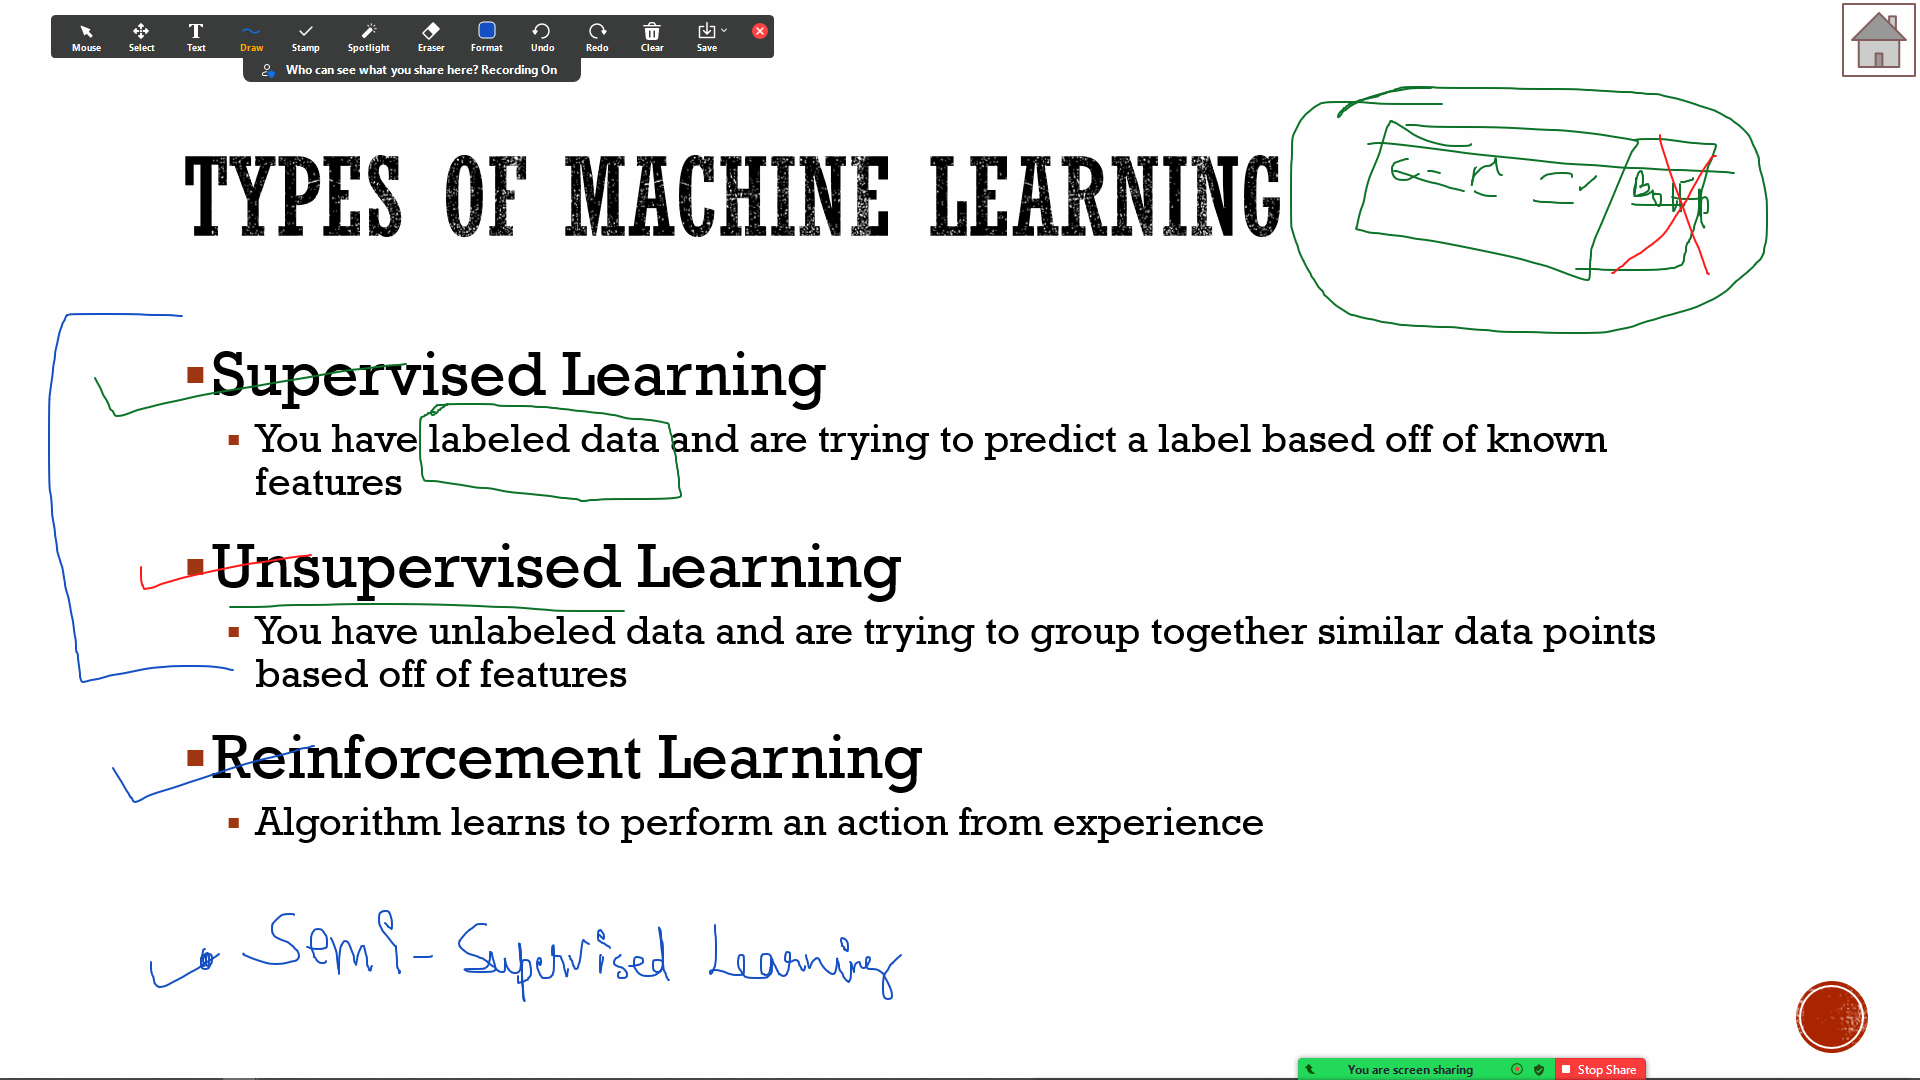 Mouse Select Text Draw Stamp Spotlight Eraser Format Undo Redo Clear Save
Who can see what you share here? Recording On
TYPES OF MACHINE LEARNING
Supervised Learning
You have labeled data and are trying to predict a label based off of known
features
Unsupervised Learning
You have unlabeled data and are trying to group together similar data points
based off of features
Reinforcement Learning
Algorithm learns to perform an action from experience
Semi-Supervised Learning
You are screen sharing Stop Share